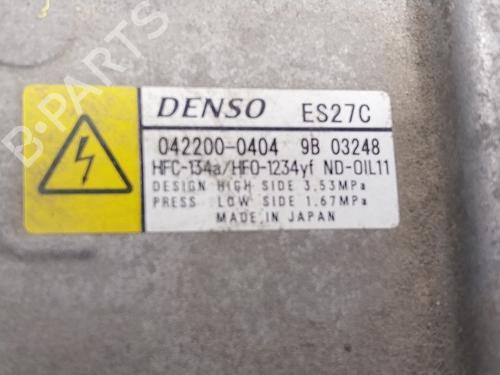 DENSO ES27C
042200-0404 9B 03248
HFC-134a/HFO-1234yf ND-OIL11
DESIGN HIGH SIDE 3.53MPa
PRESS LOW SIDE 1.67MPa
MADE IN JAPAN